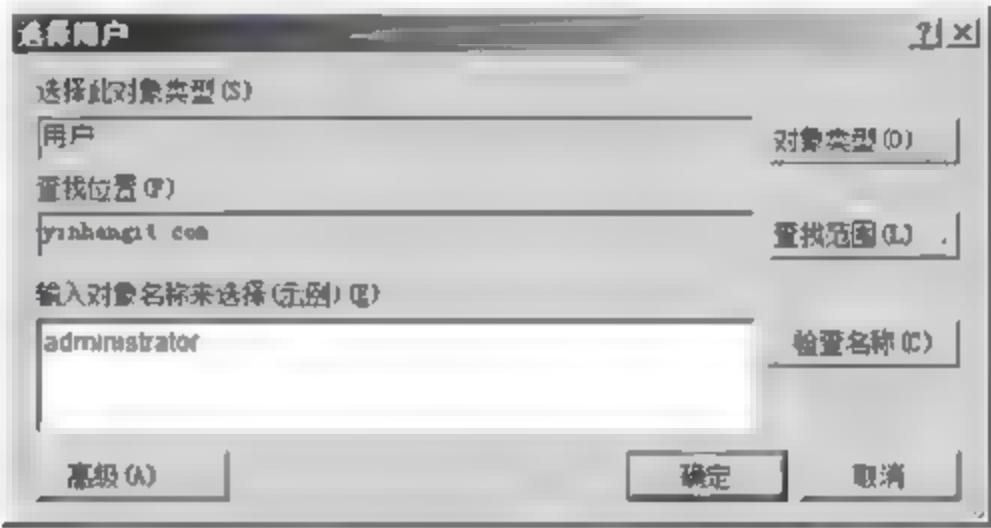 选择用户
选择此对象类型(S)
用户
对象类型(O)
查找位置(F)
yinhangit com
查找范围(L)
输入对象名称来选择(示例)(E)
administrator
检查名称(C)
高级(A)
确定
取消